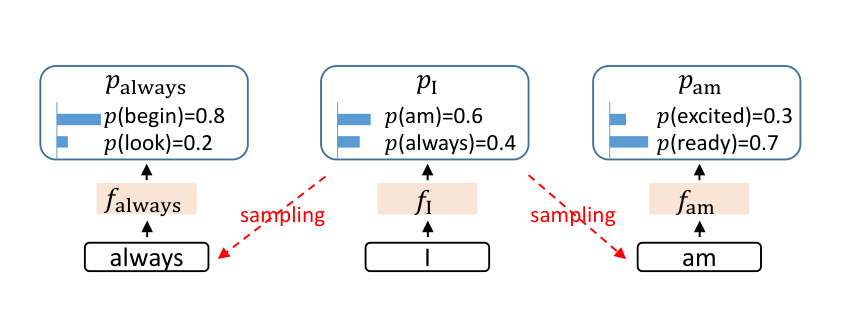 p_always
p(begin)=0.8
p(look)=0.2
f_always
always
p_I
p(am)=0.6
p(always)=0.4
f_I
I
p_am
p(excited)=0.3
p(ready)=0.7
f_am
am
sampling
sampling